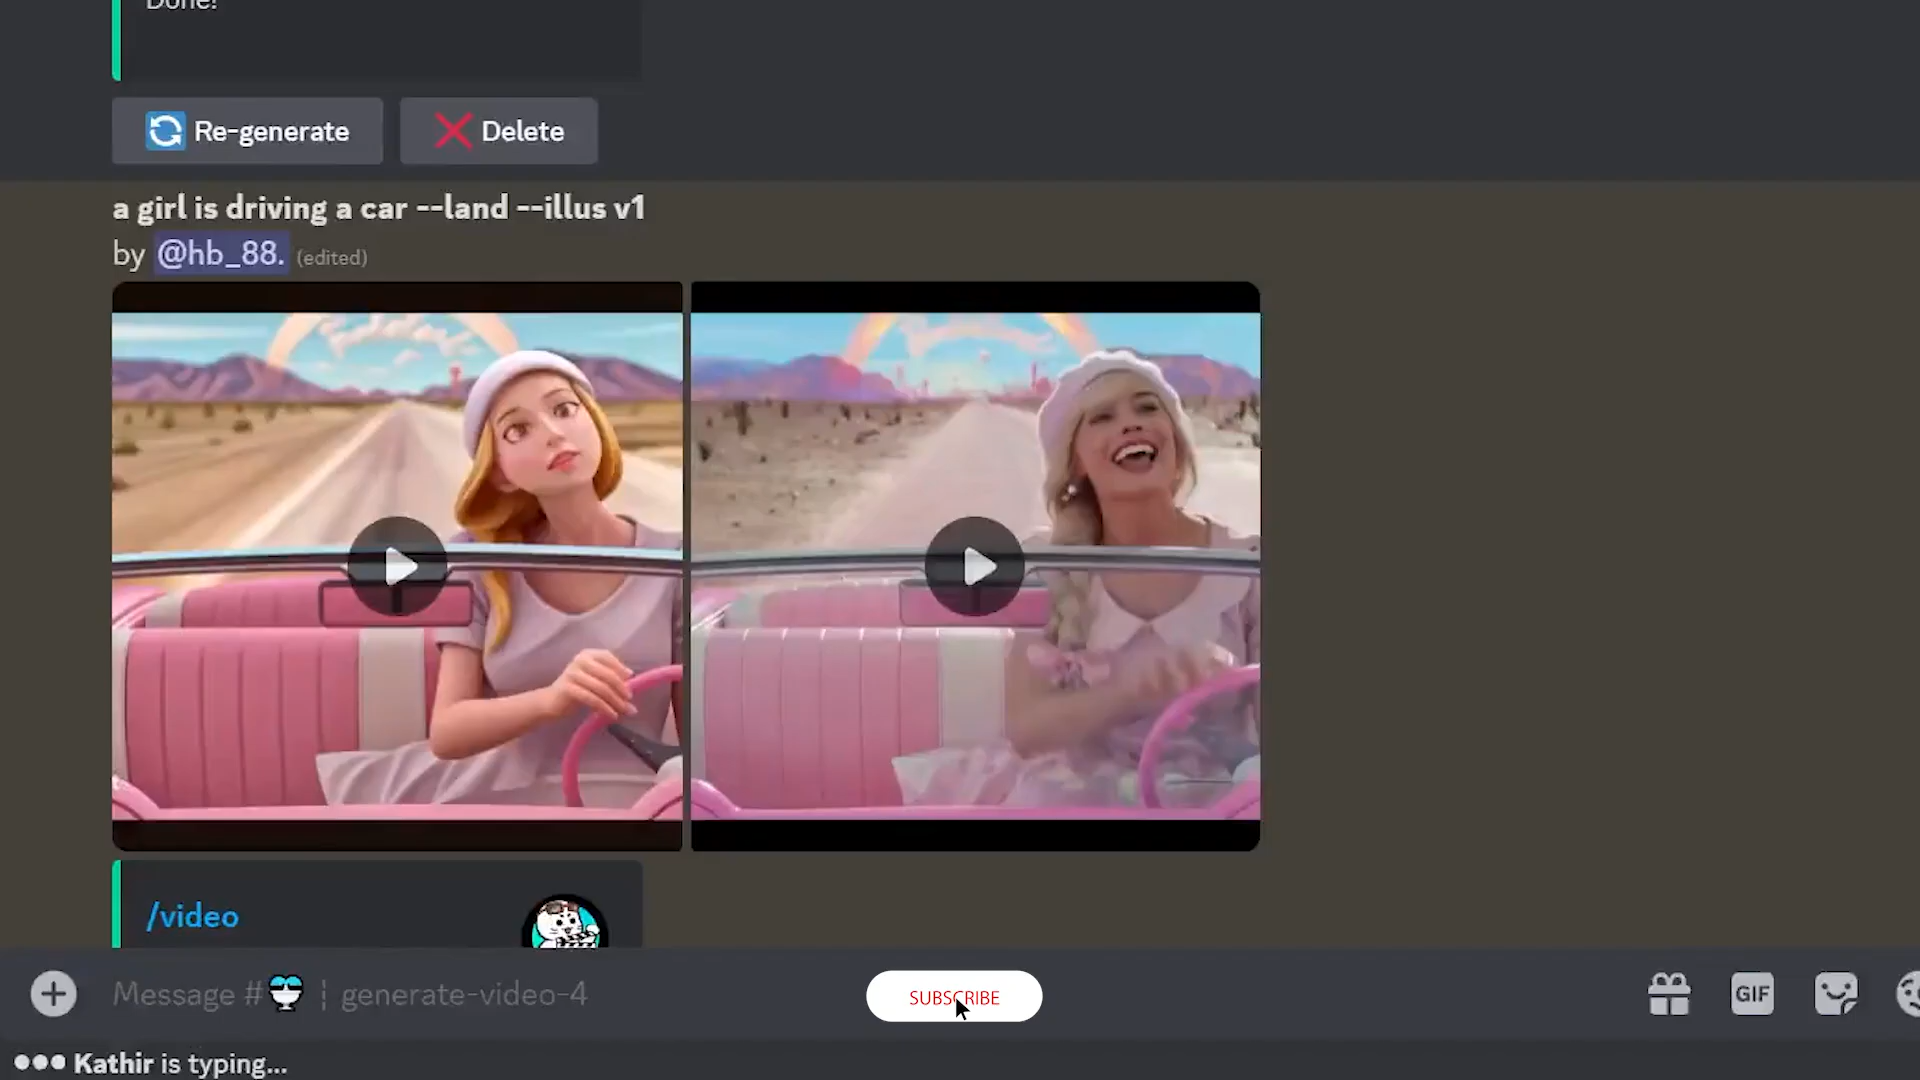 Done!
Re-generate
Delete
a girl is driving a car --land --illus v1
by @hb_88. (edited)
/video
Message # | generate-video-4
SUBSCRIBE
GIF
Kathir is typing...